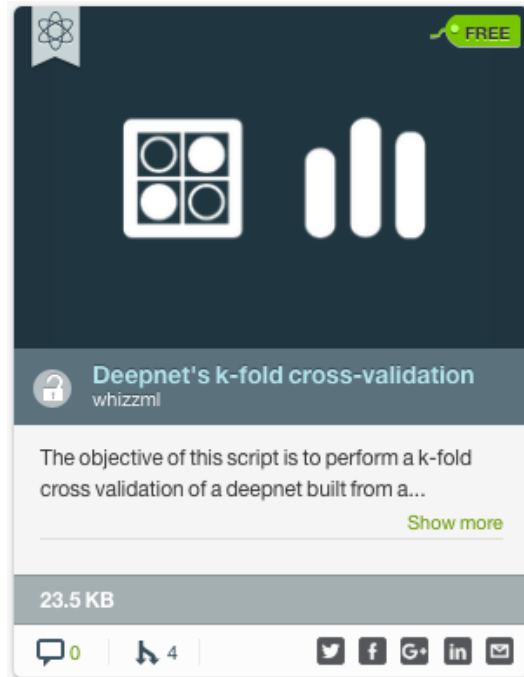 FREE
Deepnet's k-fold cross-validation
whizzml
The objective of this script is to perform a k-fold
cross validation of a deepnet built from a...
Show more
23.5 KB
0
4
f
G+
in